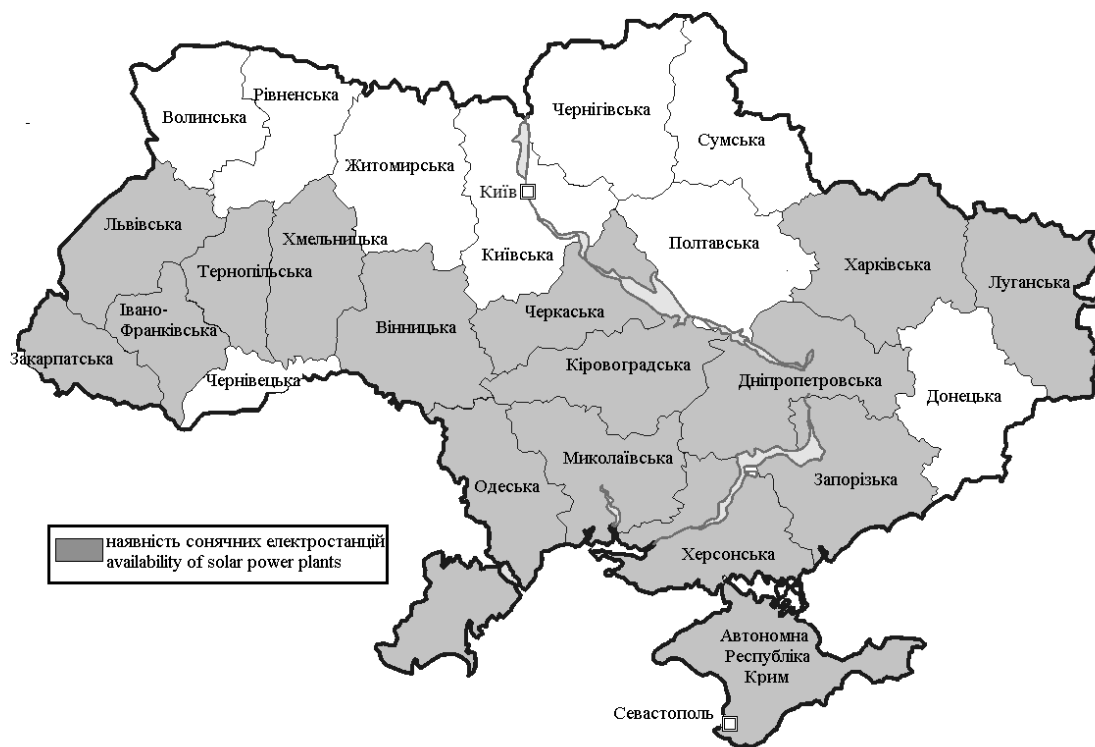 Волинська
Рівненська
Житомирська
Чернігівська
Сумська
Київ
Львівська
Тернопільська
Хмельницька
Київська
Полтавська
Харківська
Луганська
Івано-
Франківська
Закарпатська
Чернівецька
Вінницька
Черкаська
Кіровоградська
Дніпропетровська
Донецька
Одеська
Миколаївська
Запорізька
Херсонська
наявність сонячних електростанцій
availability of solar power plants
Автономна
Республіка
Крим
Севастополь